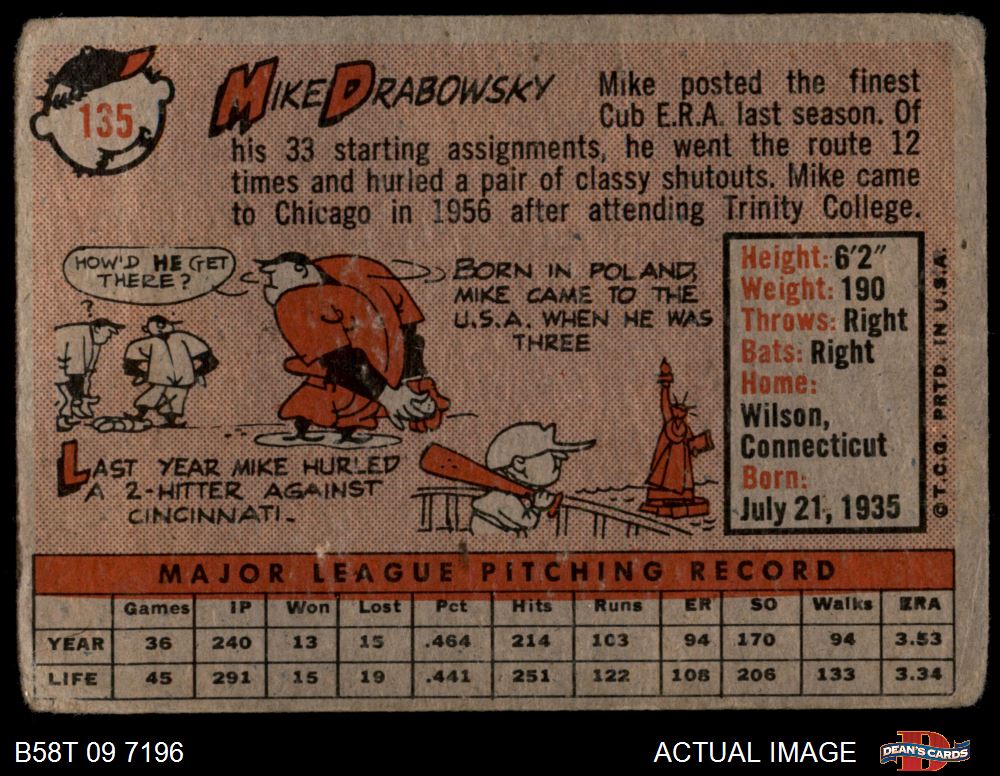 135
MIKE DRABOWSKY
Mike posted the finest
Cub E.R.A. last season. Of
his 33 starting assignments, he went the route 12
times and hurled a pair of classy shutouts. Mike came
to Chicago in 1956 after attending Trinity College.
HOW'D HE GET
THERE?
?
BORN IN POLAND,
MIKE CAME TO THE
U.S.A. WHEN HE WAS
THREE
LAST YEAR MIKE HURLED
A 2-HITTER AGAINST
CINCINNATI.
Height: 6'2"
Weight: 190
Throws: Right
Bats: Right
Home:
Wilson,
Connecticut
Born:
July 21, 1935
© T.C.G. PRTD. IN U.S.A.
MAJOR LEAGUE PITCHING RECORD
Games IP Won Lost Pct Hits Runs ER SO Walks ERA
YEAR 36 240 13 15 .464 214 103 94 170 94 3.53
LIFE 45 291 15 19 .441 251 122 108 206 133 3.34
B58T 09 7196
ACTUAL IMAGE
D
DEAN'S CARDS